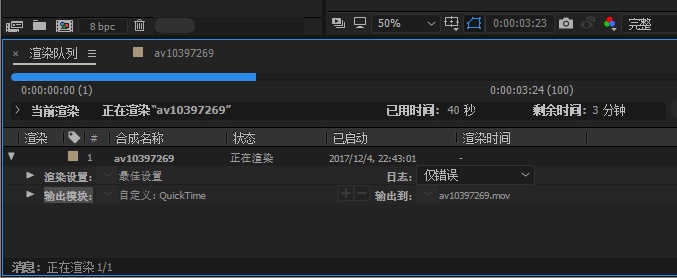 8 bpc 50% 0:00:03:23 完整
× 渲染队列 ≡ av10397269
0:00:00:00 (1) 0:00:03:24 (100)
当前渲染 正在渲染“av10397269” 已用时间: 40 秒 剩余时间: 3 分钟
渲染 # 合成名称 状态 已启动 渲染时间
1 av10397269 正在渲染 2017/12/4, 22:43:01 -
渲染设置: 最佳设置 日志: 仅错误
输出模块: 自定义: QuickTime 输出到: av10397269.mov
消息: 正在渲染 1/1